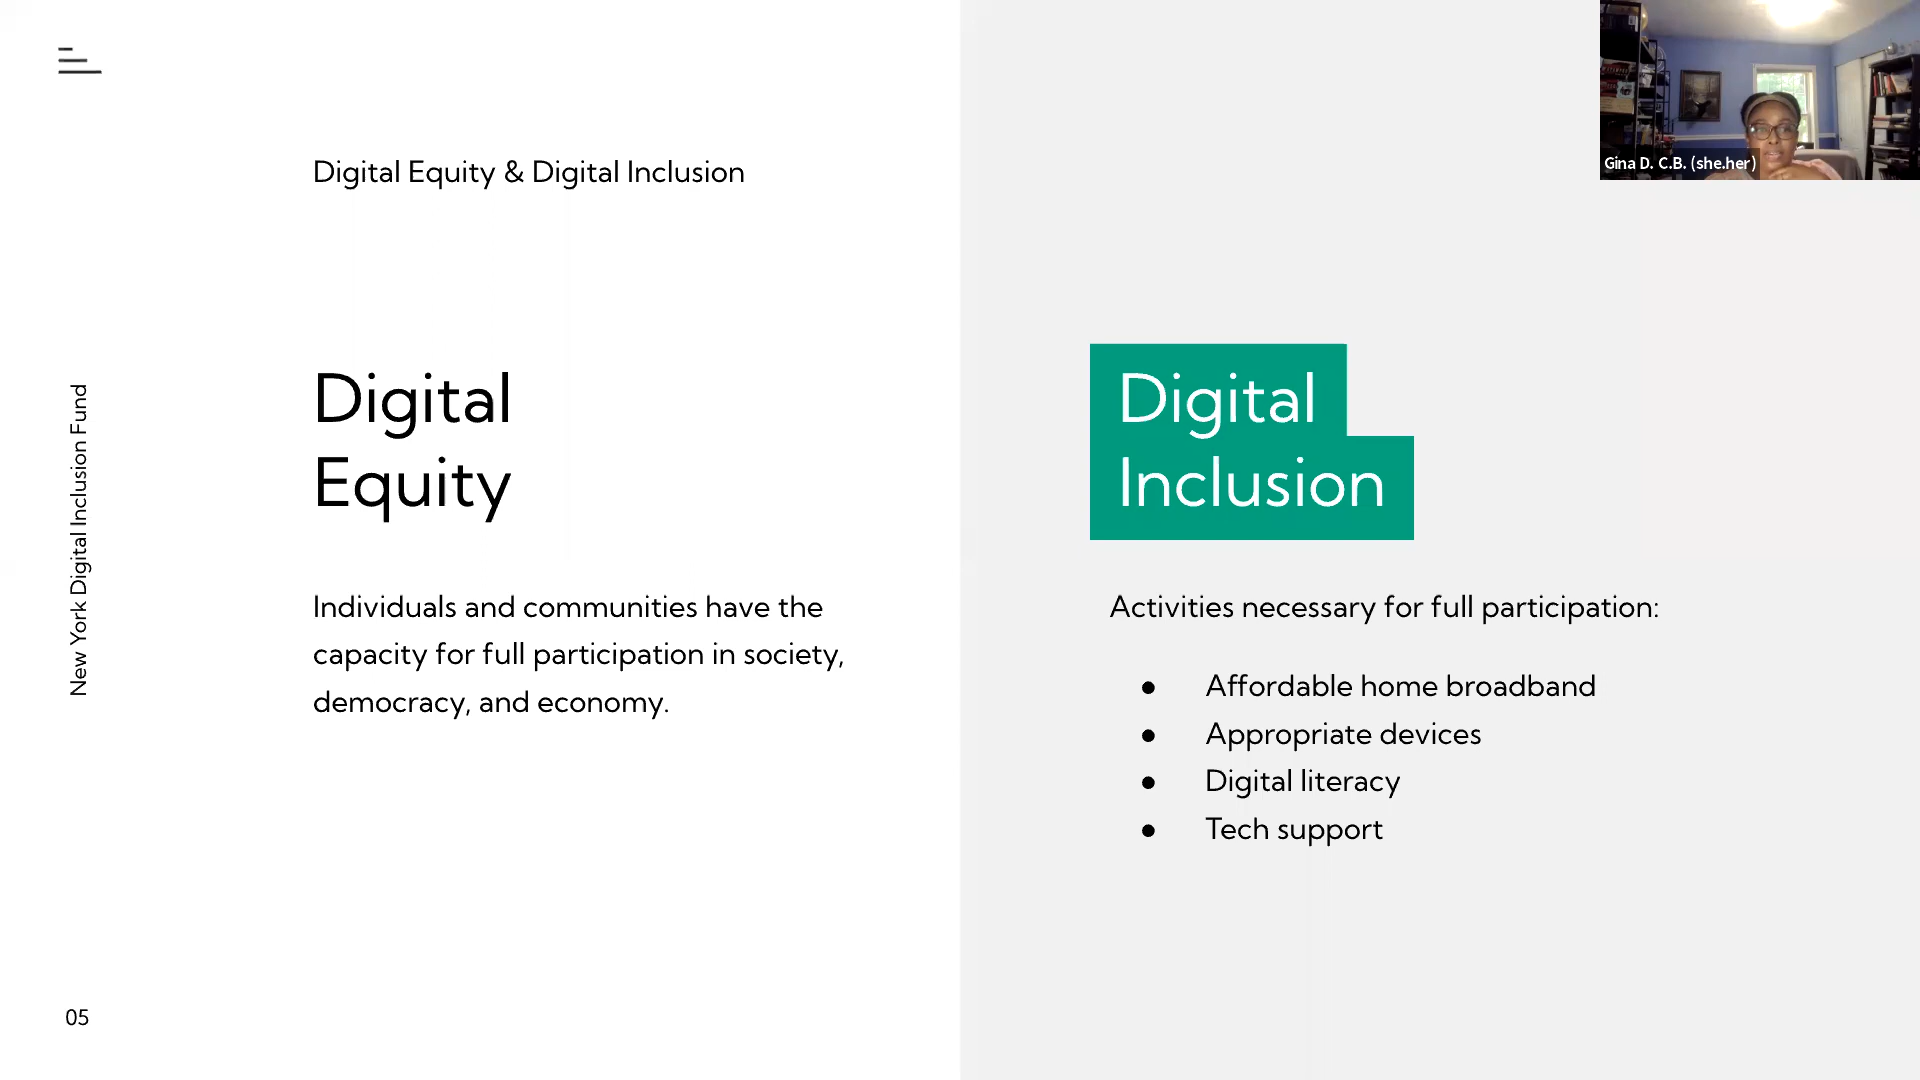 Digital Equity & Digital Inclusion
Gina D. C.B. (she.her)
New York Digital Inclusion Fund
Digital
Equity
Individuals and communities have the
capacity for full participation in society,
democracy, and economy.
Digital
Inclusion
Activities necessary for full participation:
● Affordable home broadband
● Appropriate devices
● Digital literacy
● Tech support
05